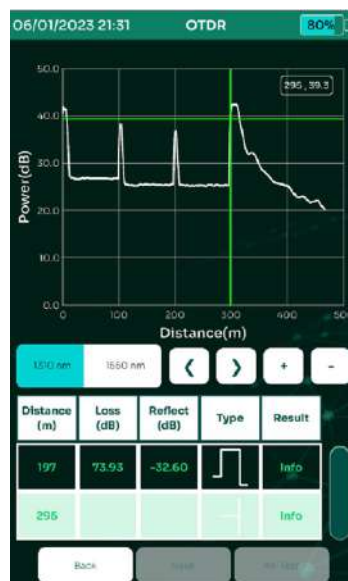 06/01/2023 21:31 OTDR 80%
50.0
295 , 39.3
40.0
30.0
20.0
10.0
0.0
Power(dB)
0 100 200 300 400 500
Distance(m)
1310 nm 1550 nm < > + -
Distance (m) Loss (dB) Reflect (dB) Type Result
197 73.93 -32.60 Info
295 Info
Back